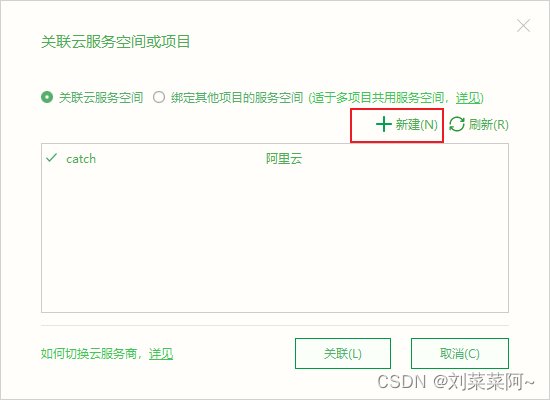 关联云服务空间或项目
关联云服务空间 绑定其他项目的服务空间 (适于多项目共用服务空间，详见)
新建(N) 刷新(R)
catch 阿里云
如何切换云服务商，详见 关联(L) 取消(C)
CSDN @刘菜菜阿~